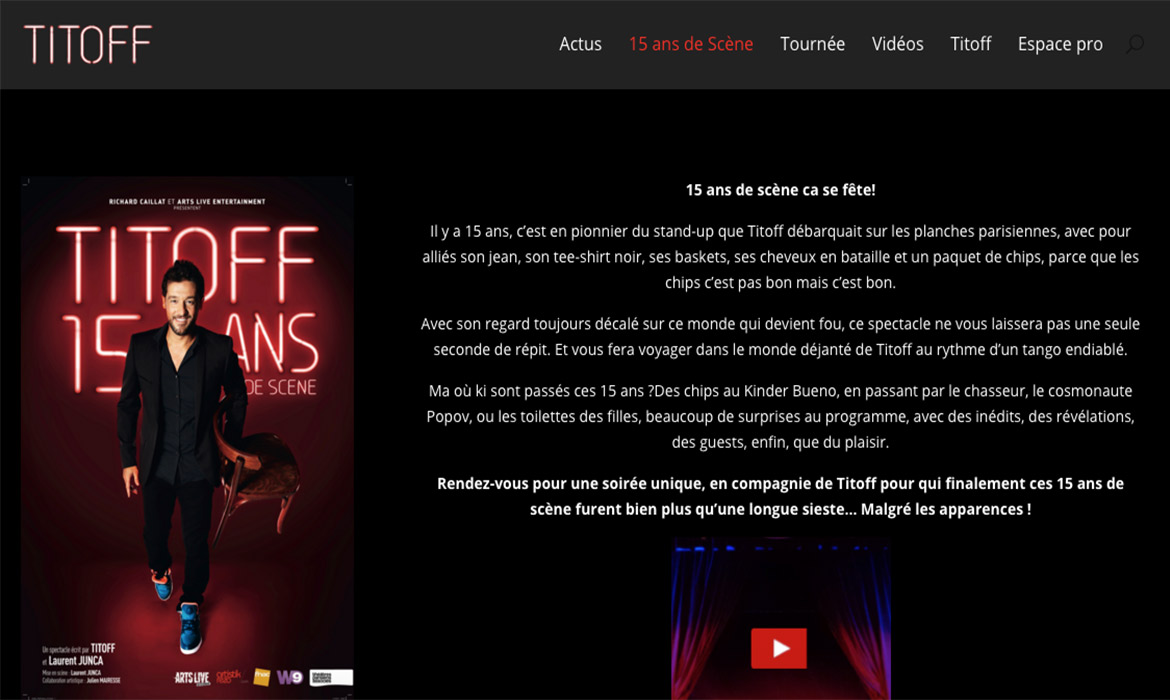 TITOFF
Actus
15 ans de Scène
Tournée
Vidéos
Titoff
Espace pro
RICHARD CAILLAT ET ARTS LIVE ENTERTAINMENT
PRÉSENTENT
TITOFF
15 ANS
DE SCENE
Un spectacle écrit par TITOFF
et Laurent JUNCA
Mise en scène : Laurent JUNCA
Collaboration artistique : Julien MAIRESSE
ARTS LIVE
fnac
W9
15 ans de scène ca se fête!
Il y a 15 ans, c’est en pionnier du stand-up que Titoff débarquait sur les planches parisiennes, avec pour
alliés son jean, son tee-shirt noir, ses baskets, ses cheveux en bataille et un paquet de chips, parce que les
chips c’est pas bon mais c’est bon.
Avec son regard toujours décalé sur ce monde qui devient fou, ce spectacle ne vous laissera pas une seule
seconde de répit. Et vous fera voyager dans le monde déjanté de Titoff au rythme d’un tango endiablé.
Ma où ki sont passés ces 15 ans ?Des chips au Kinder Bueno, en passant par le chasseur, le cosmonaute
Popov, ou les toilettes des filles, beaucoup de surprises au programme, avec des inédits, des révélations,
des guests, enfin, que du plaisir.
Rendez-vous pour une soirée unique, en compagnie de Titoff pour qui finalement ces 15 ans de
scène furent bien plus qu’une longue sieste… Malgré les apparences !